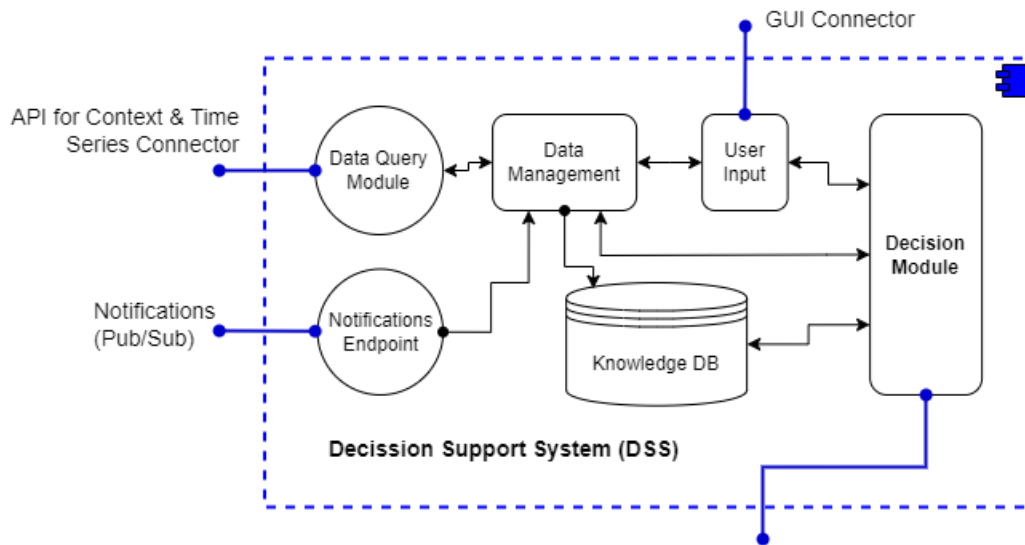 GUI Connector
API for Context & Time
Series Connector
Data Query
Module
Data
Management
User
Input
Decision
Module
Notifications
(Pub/Sub)
Notifications
Endpoint
Knowledge DB
Decission Support System (DSS)